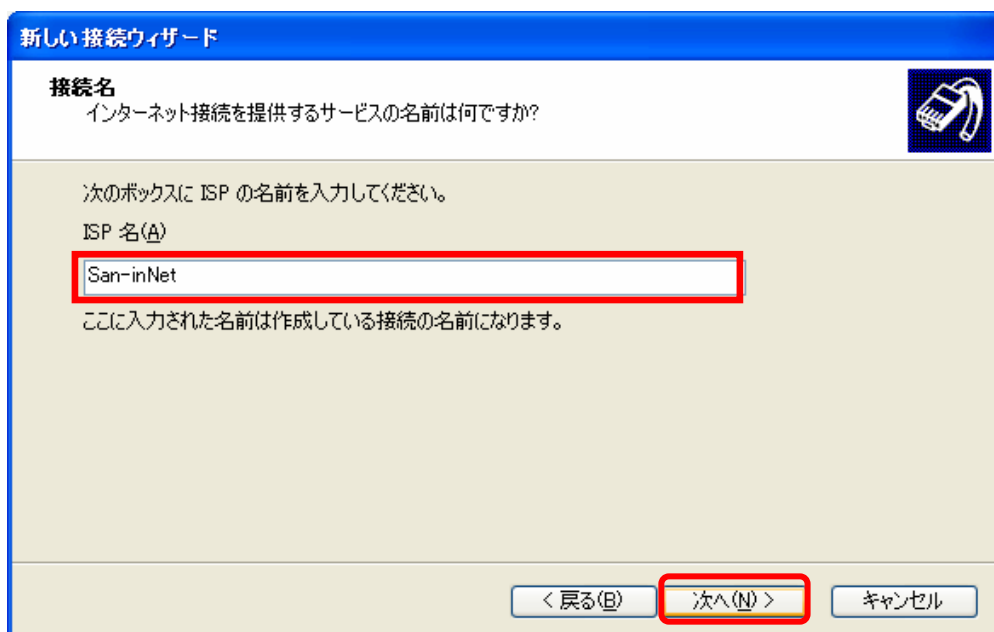 新しい接続ウィザード
接続名
インターネット接続を提供するサービスの名前は何ですか?
次のボックスに ISP の名前を入力してください。
ISP 名(A)
San-inNet
ここに入力された名前は作成している接続の名前になります。
< 戻る(B) 次へ(N) > キャンセル